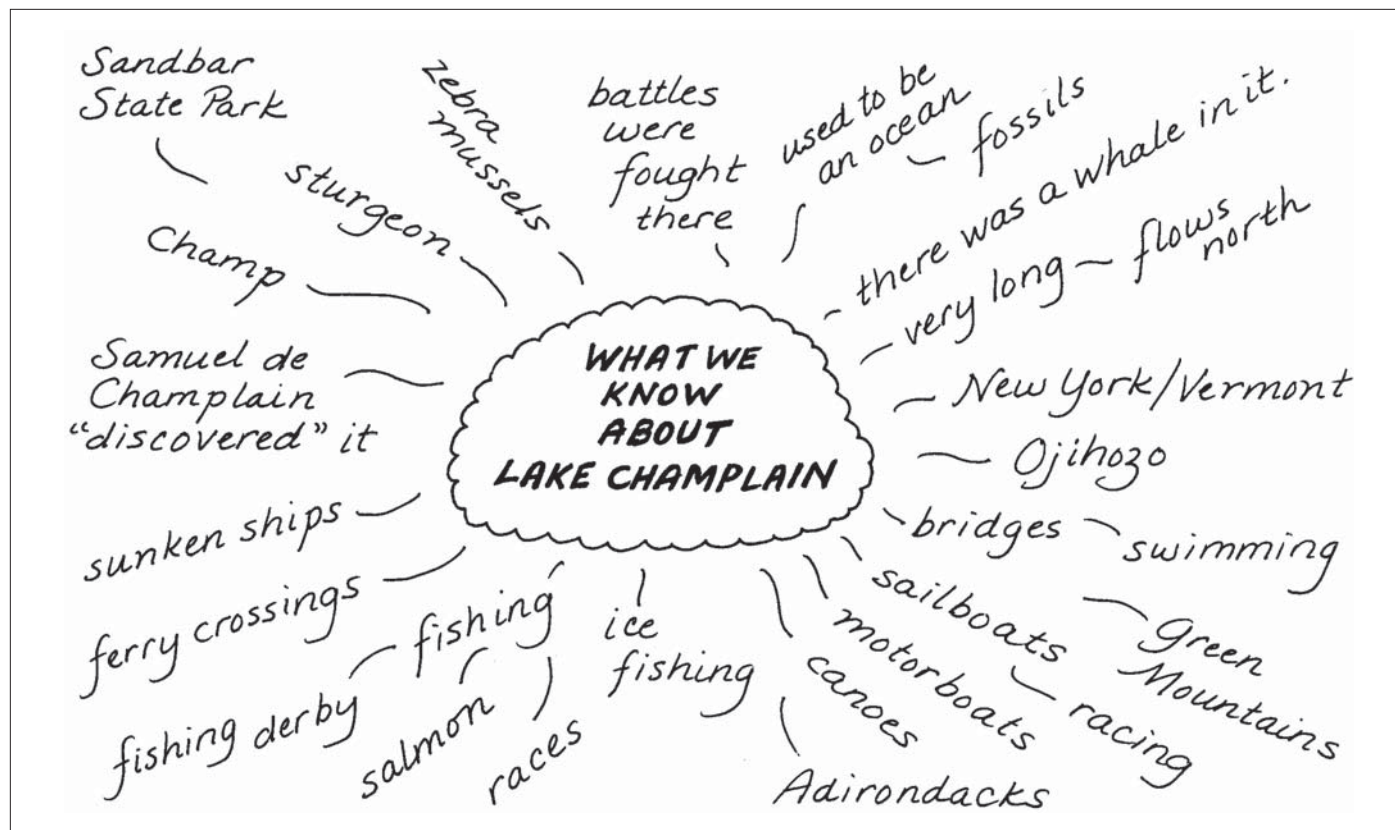 Sandbar
State Park
zebra
mussels
battles
were
fought
there
used to be
an ocean
fossils
there was a whale in it.
very long
flows
north
sturgeon
Champ
Samuel de
Champlain
“discovered” it
WHAT WE
KNOW
ABOUT
LAKE CHAMPLAIN
New York/Vermont
Ojihozo
bridges
swimming
sunken ships
ferry crossings
fishing derby
fishing
salmon
races
ice
fishing
canoes
motorboats
sailboats
racing
Green
Mountains
Adirondacks